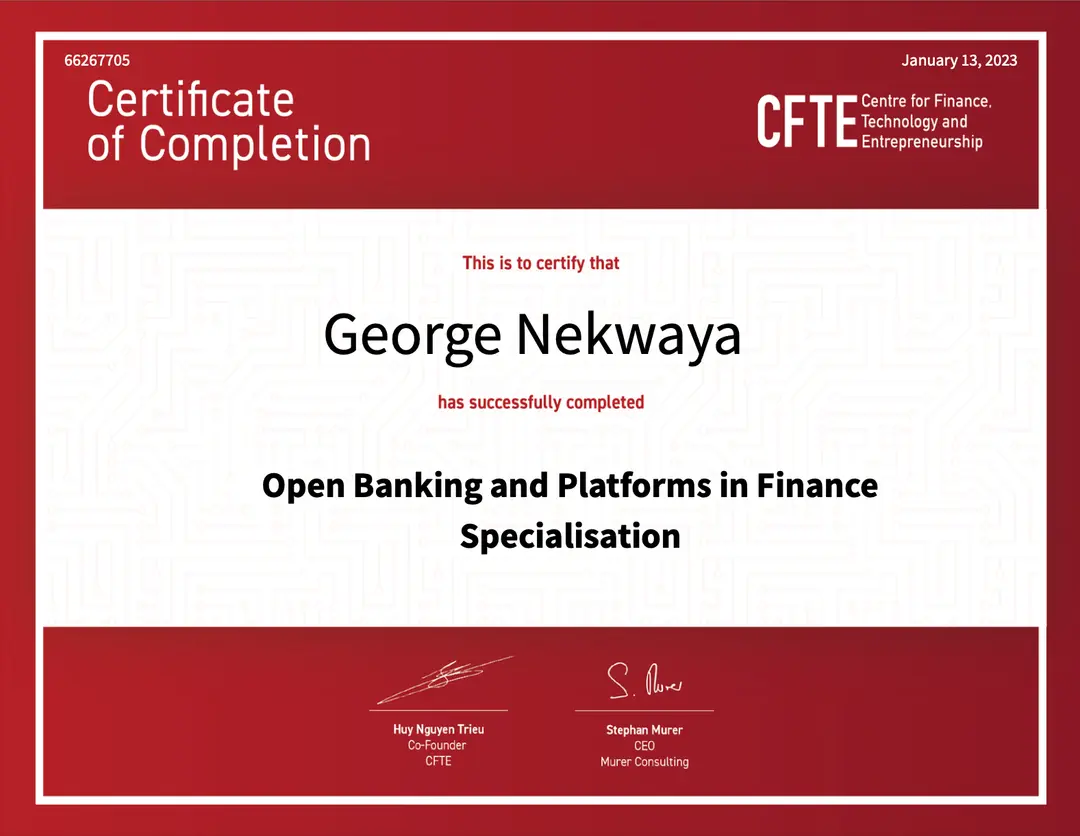 66267705
January 13, 2023
Certificate
of Completion
CFTE
Centre for Finance,
Technology and
Entrepreneurship
This is to certify that
George Nekwaya
has successfully completed
Open Banking and Platforms in Finance
Specialisation
S. Murer
Huy Nguyen Trieu
Co-Founder
CFTE
Stephan Murer
CEO
Murer Consulting